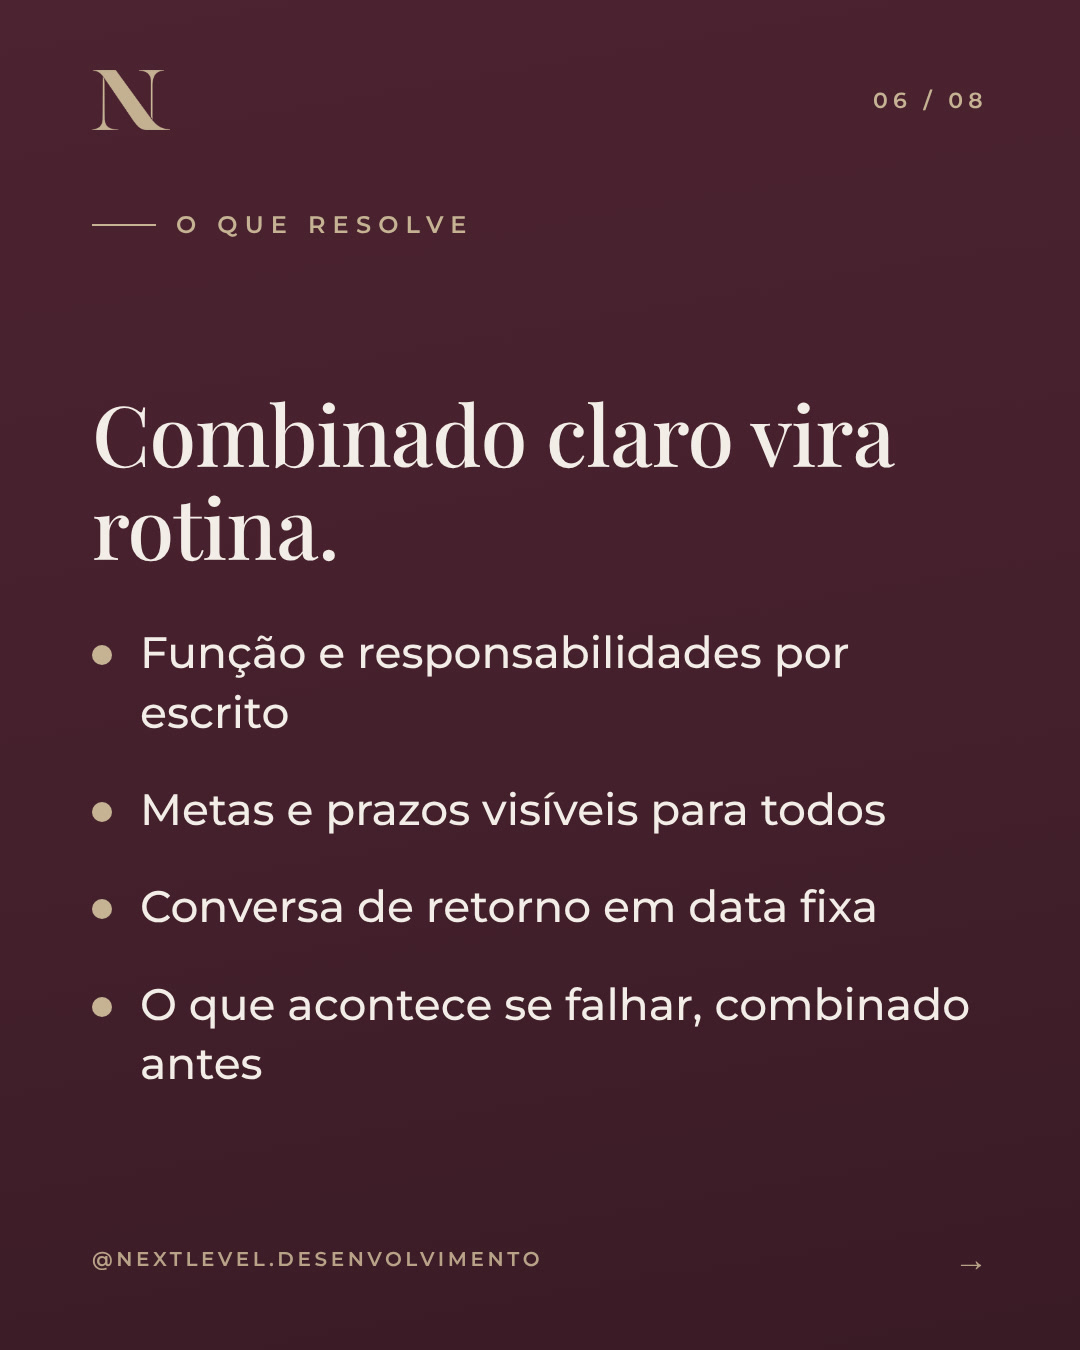 N
06 / 08
O QUE RESOLVE
Combinado claro vira
rotina.
Função e responsabilidades por
escrito
Metas e prazos visíveis para todos
Conversa de retorno em data fixa
O que acontece se falhar, combinado
antes
@NEXTLEVEL.DESENVOLVIMENTO
→